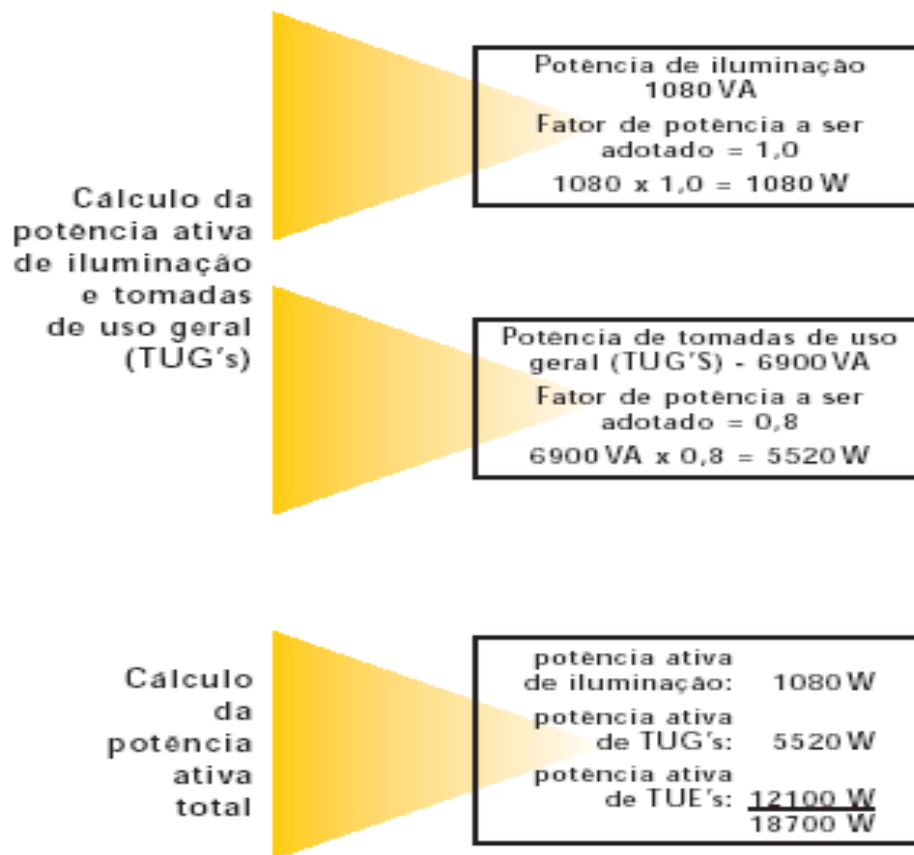 Cálculo da
potência ativa
de iluminação
e tomadas
de uso geral
(TUG's)
Potência de iluminação
1080 VA
Fator de potência a ser
adotado = 1,0
1080 x 1,0 = 1080 W
Potência de tomadas de uso
geral (TUG'S) - 6900 VA
Fator de potência a ser
adotado = 0,8
6900 VA x 0,8 = 5520 W
Cálculo
da
potência
ativa
total
potência ativa
de iluminação: 1080 W
potência ativa
de TUG's: 5520 W
potência ativa
de TUE's: 12100 W
18700 W